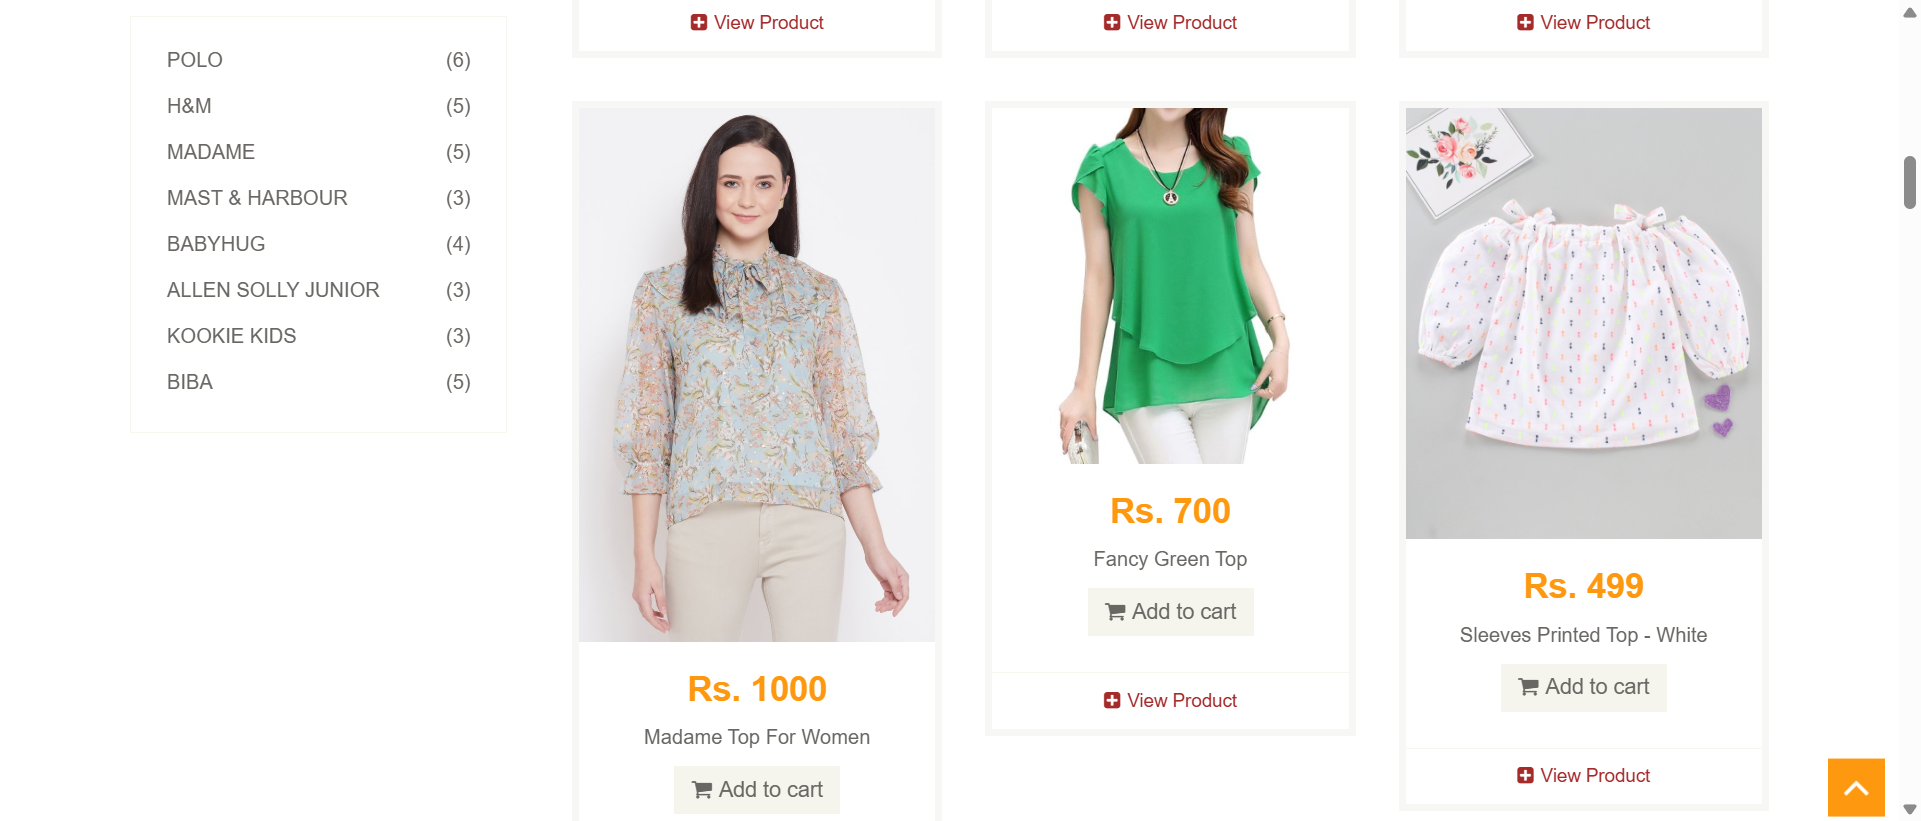 POLO (6)
H&M (5)
MADAME (5)
MAST & HARBOUR (3)
BABYHUG (4)
ALLEN SOLLY JUNIOR (3)
KOOKIE KIDS (3)
BIBA (5)
View Product
View Product
View Product
Rs. 1000
Madame Top For Women
Add to cart
Rs. 700
Fancy Green Top
Add to cart
View Product
Rs. 499
Sleeves Printed Top - White
Add to cart
View Product